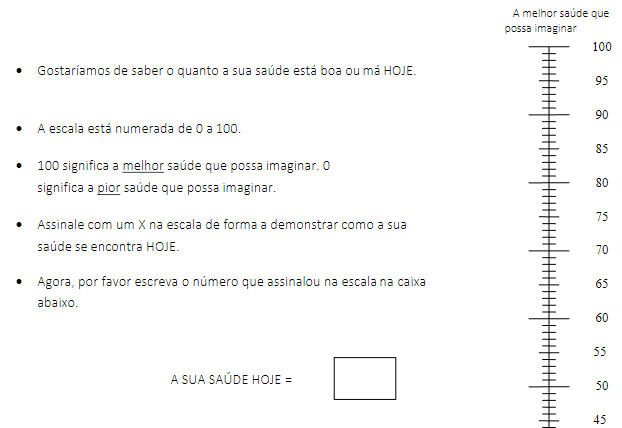 A melhor saúde que
possa imaginar
• Gostaríamos de saber o quanto a sua saúde está boa ou má HOJE.
• A escala está numerada de 0 a 100.
• 100 significa a melhor saúde que possa imaginar. 0
significa a pior saúde que possa imaginar.
• Assinale com um X na escala de forma a demonstrar como a sua
saúde se encontra HOJE.
• Agora, por favor escreva o número que assinalou na escala na caixa
abaixo.
A SUA SAÚDE HOJE =
100
95
90
85
80
75
70
65
60
55
50
45